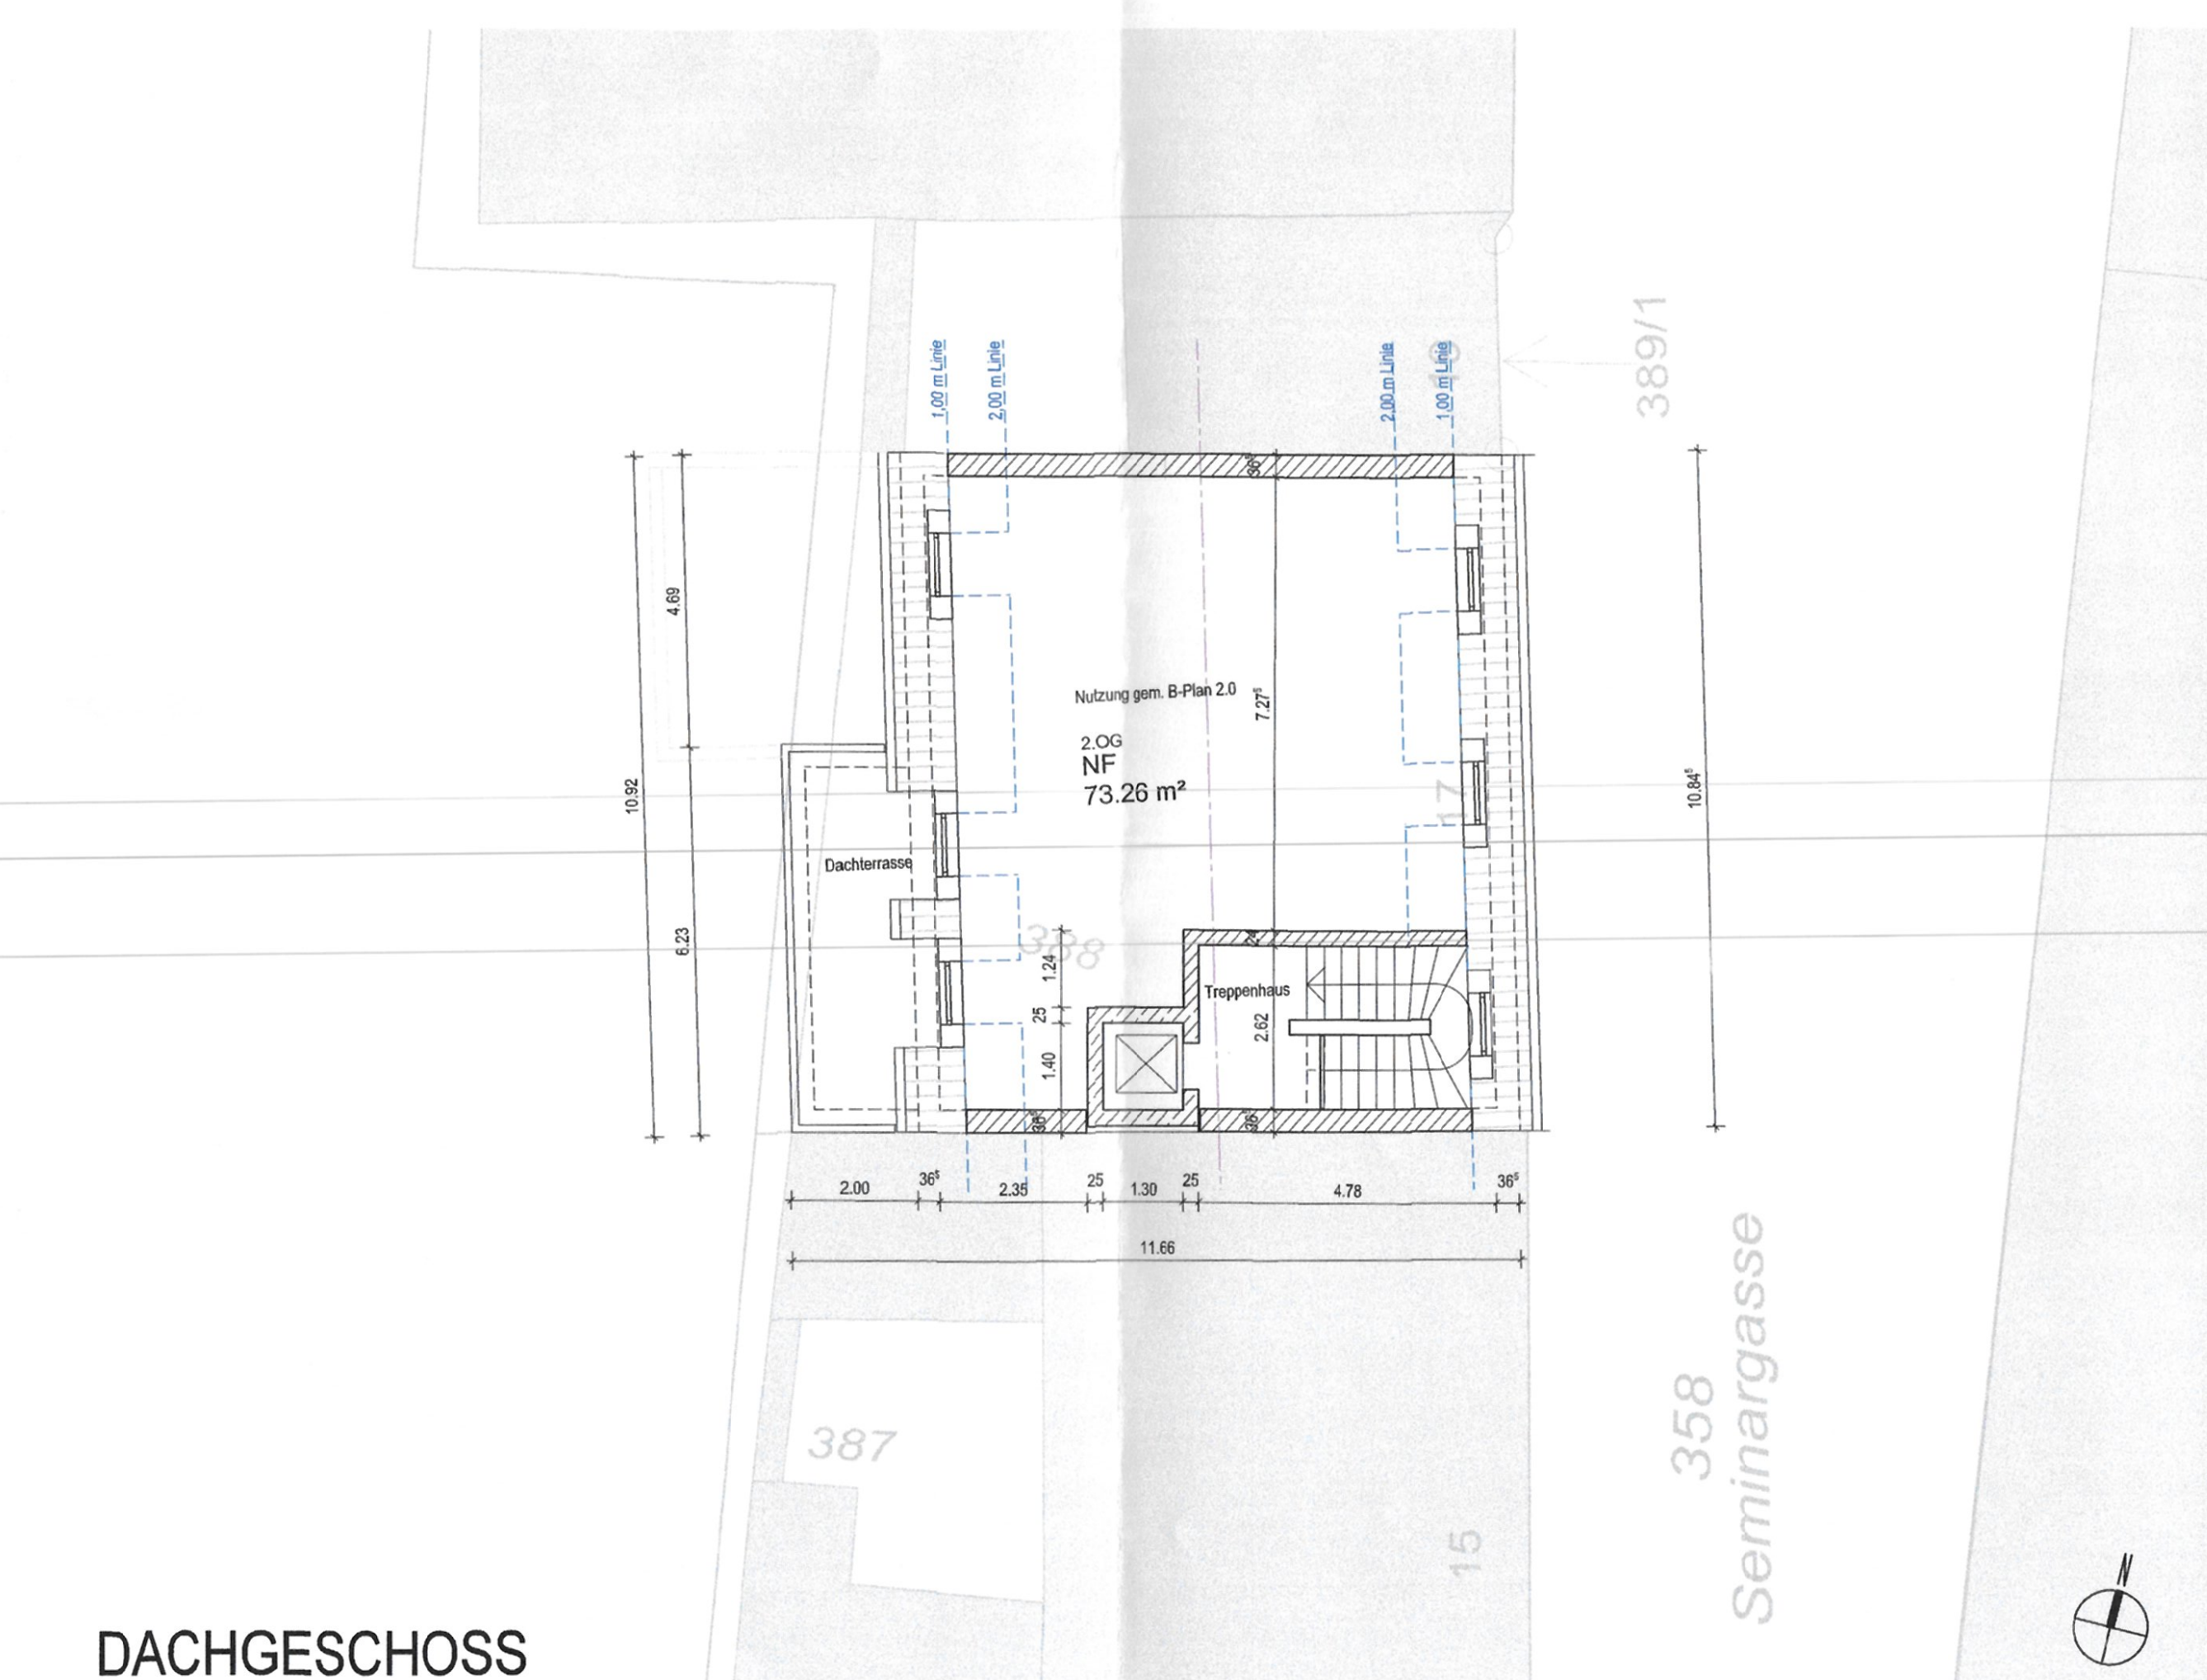 389/1
1,00 m Linie
2,00 m Linie
2,00 m Linie
1,00 m Linie
36⁵
4.69
10.92
6.23
10.84⁵
Nutzung gem. B-Plan 2.0
7.27⁵
2.OG
NF
73.26 m²
17
Dachterrasse
388
24
1.24
25
1.40
Treppenhaus
2.62
36⁵
36⁵
2.00
36⁵
2.35
25
1.30
25
4.78
36⁵
11.66
387
358
Seminargasse
15
N
DACHGESCHOSS